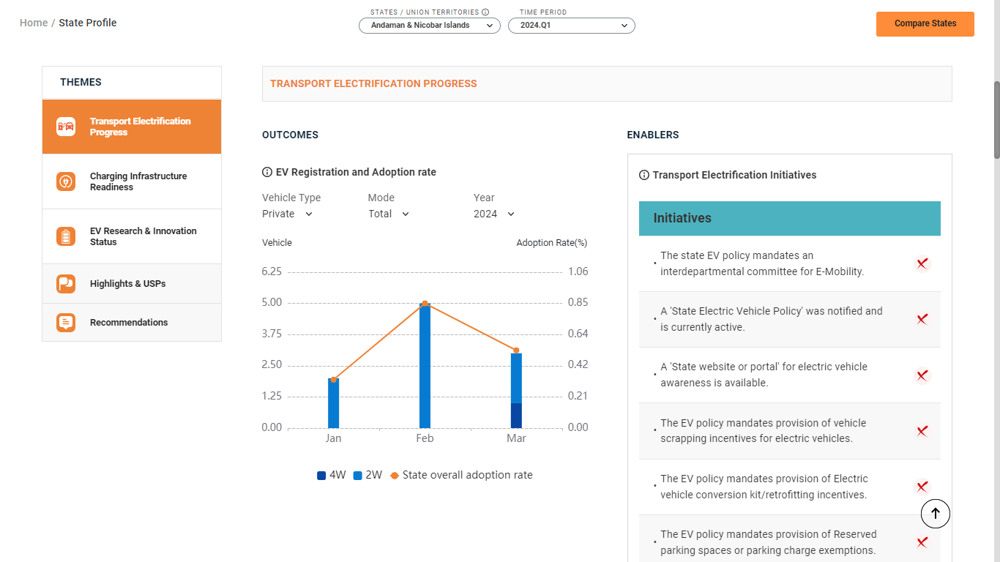 Home / State Profile
STATES / UNION TERRITORIES
Andaman & Nicobar Islands
TIME PERIOD
2024.Q1
Compare States
THEMES
Transport Electrification
Progress
Charging Infrastructure
Readiness
EV Research & Innovation
Status
Highlights & USPs
Recommendations
TRANSPORT ELECTRIFICATION PROGRESS
OUTCOMES
EV Registration and Adoption rate
Vehicle Type
Private
Mode
Total
Year
2024
Vehicle
Adoption Rate(%)
6.25
5.00
3.75
2.50
1.25
0.00
1.06
0.85
0.64
0.42
0.21
0.00
Jan
Feb
Mar
4W
2W
State overall adoption rate
ENABLERS
Transport Electrification Initiatives
Initiatives
• The state EV policy mandates an
interdepartmental committee for E-Mobility.
• A 'State Electric Vehicle Policy' was notified and
is currently active.
• A 'State website or portal' for electric vehicle
awareness is available.
• The EV policy mandates provision of vehicle
scrapping incentives for electric vehicles.
• The EV policy mandates provision of Electric
vehicle conversion kit/retrofitting incentives.
• The EV policy mandates provision of Reserved
parking spaces or parking charge exemptions.